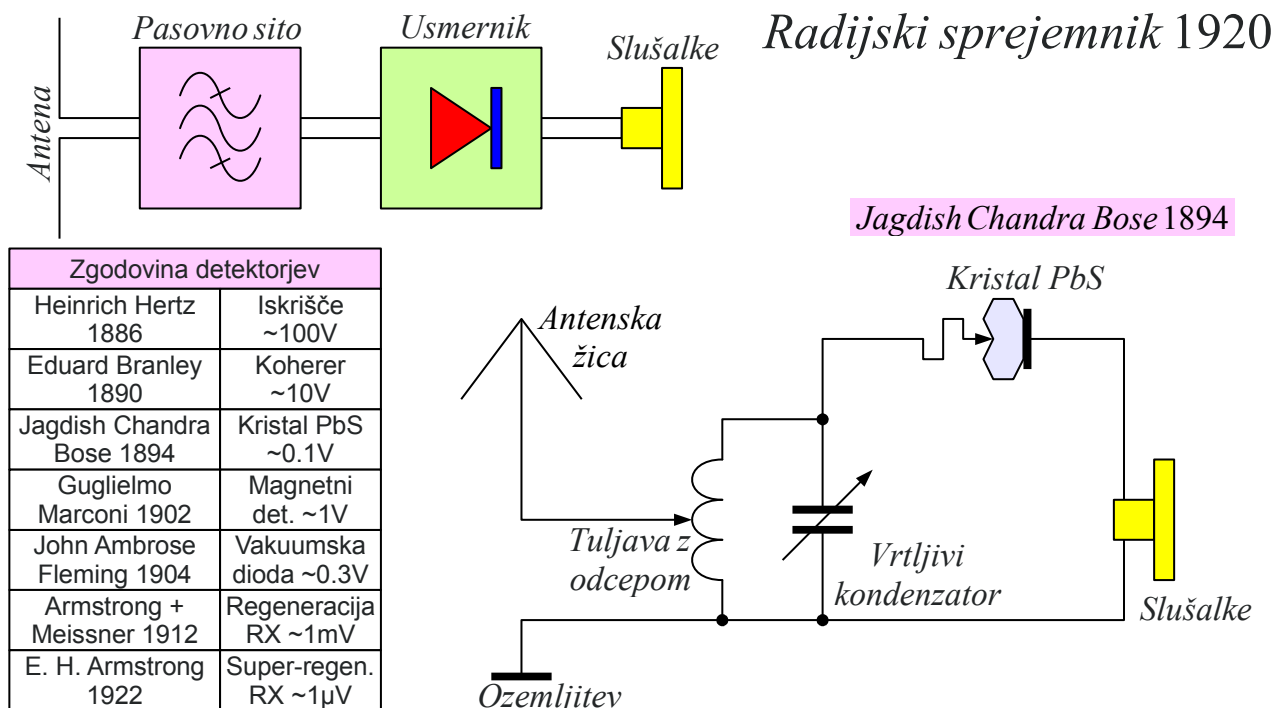 Radijski sprejemnik 1920
Pasovno sito
Usmernik
Slušalke
Antena
Jagdish Chandra Bose 1894
Zgodovina detektorjev
Heinrich Hertz
1886
Iskrišče
~100V
Eduard Branley
1890
Koherer
~10V
Jagdish Chandra
Bose 1894
Kristal PbS
~0.1V
Guglielmo
Marconi 1902
Magnetni
det. ~1V
John Ambrose
Fleming 1904
Vakuumska
dioda ~0.3V
Armstrong +
Meissner 1912
Regeneracija
RX ~1mV
E. H. Armstrong
1922
Super-regen.
RX ~1µV
Kristal PbS
Antenska
žica
Tuljava z
odcepom
Vrtljivi
kondenzator
Slušalke
Ozemljitev